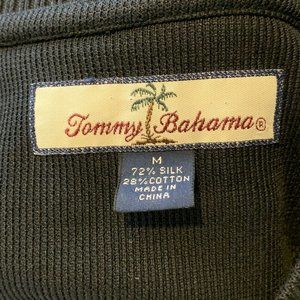 Tommy Bahama®
M
72% SILK
28% COTTON
MADE IN
CHINA